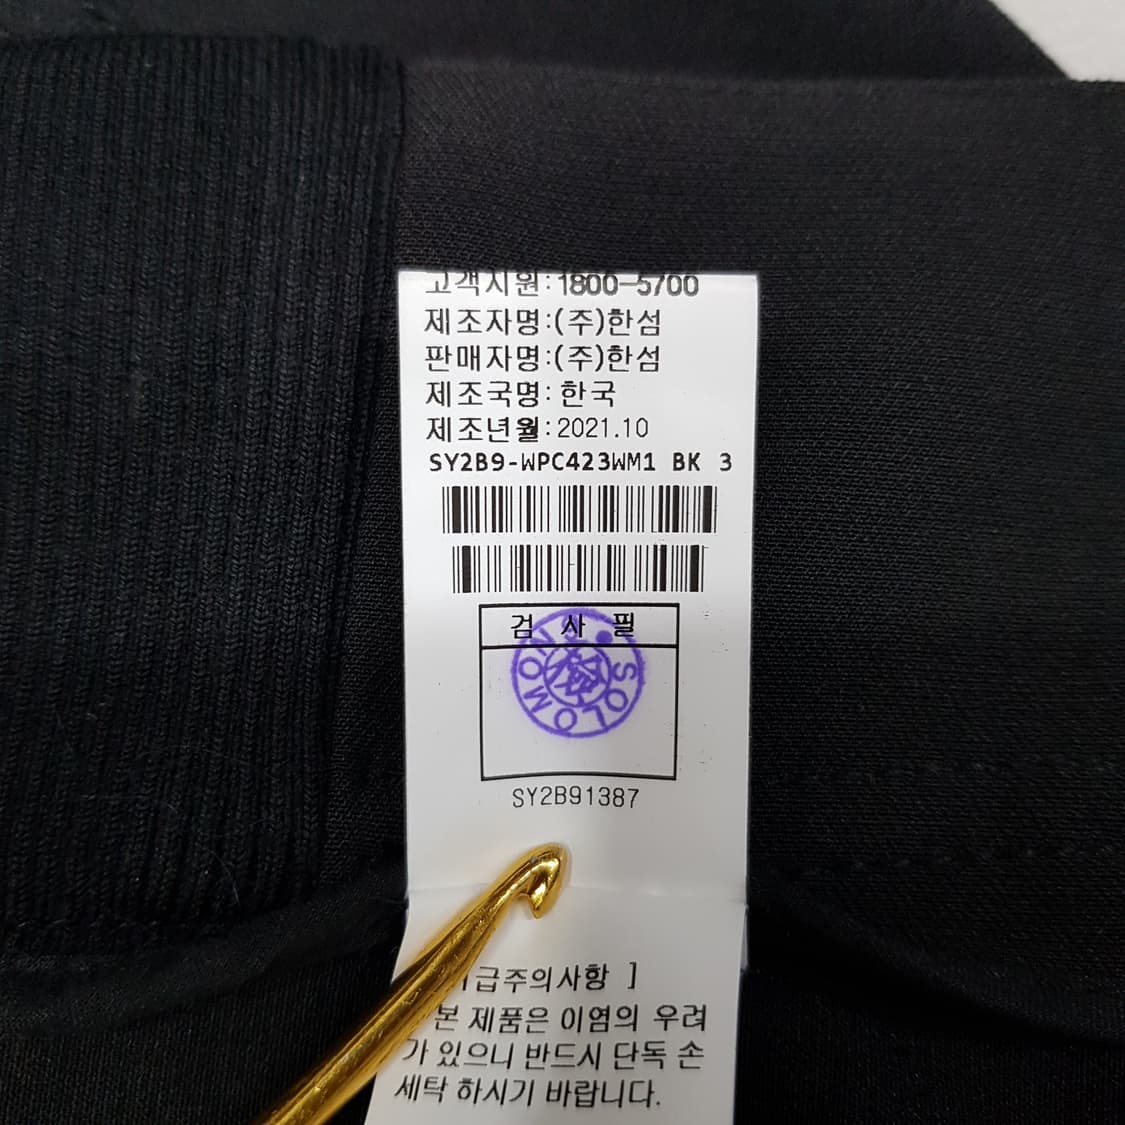 고객지원:1800-5700
제조자명:(주)한섬
판매자명:(주)한섬
제조국명: 한국
제조년월:2021.10
SY2B9-WPC423WM1 BK 3
검 사 필
SOLOMON
SY2B91387
급주의사항 ]
본 제품은 이염의 우려
가 있으니 반드시 단독 손
세탁 하시기 바랍니다.